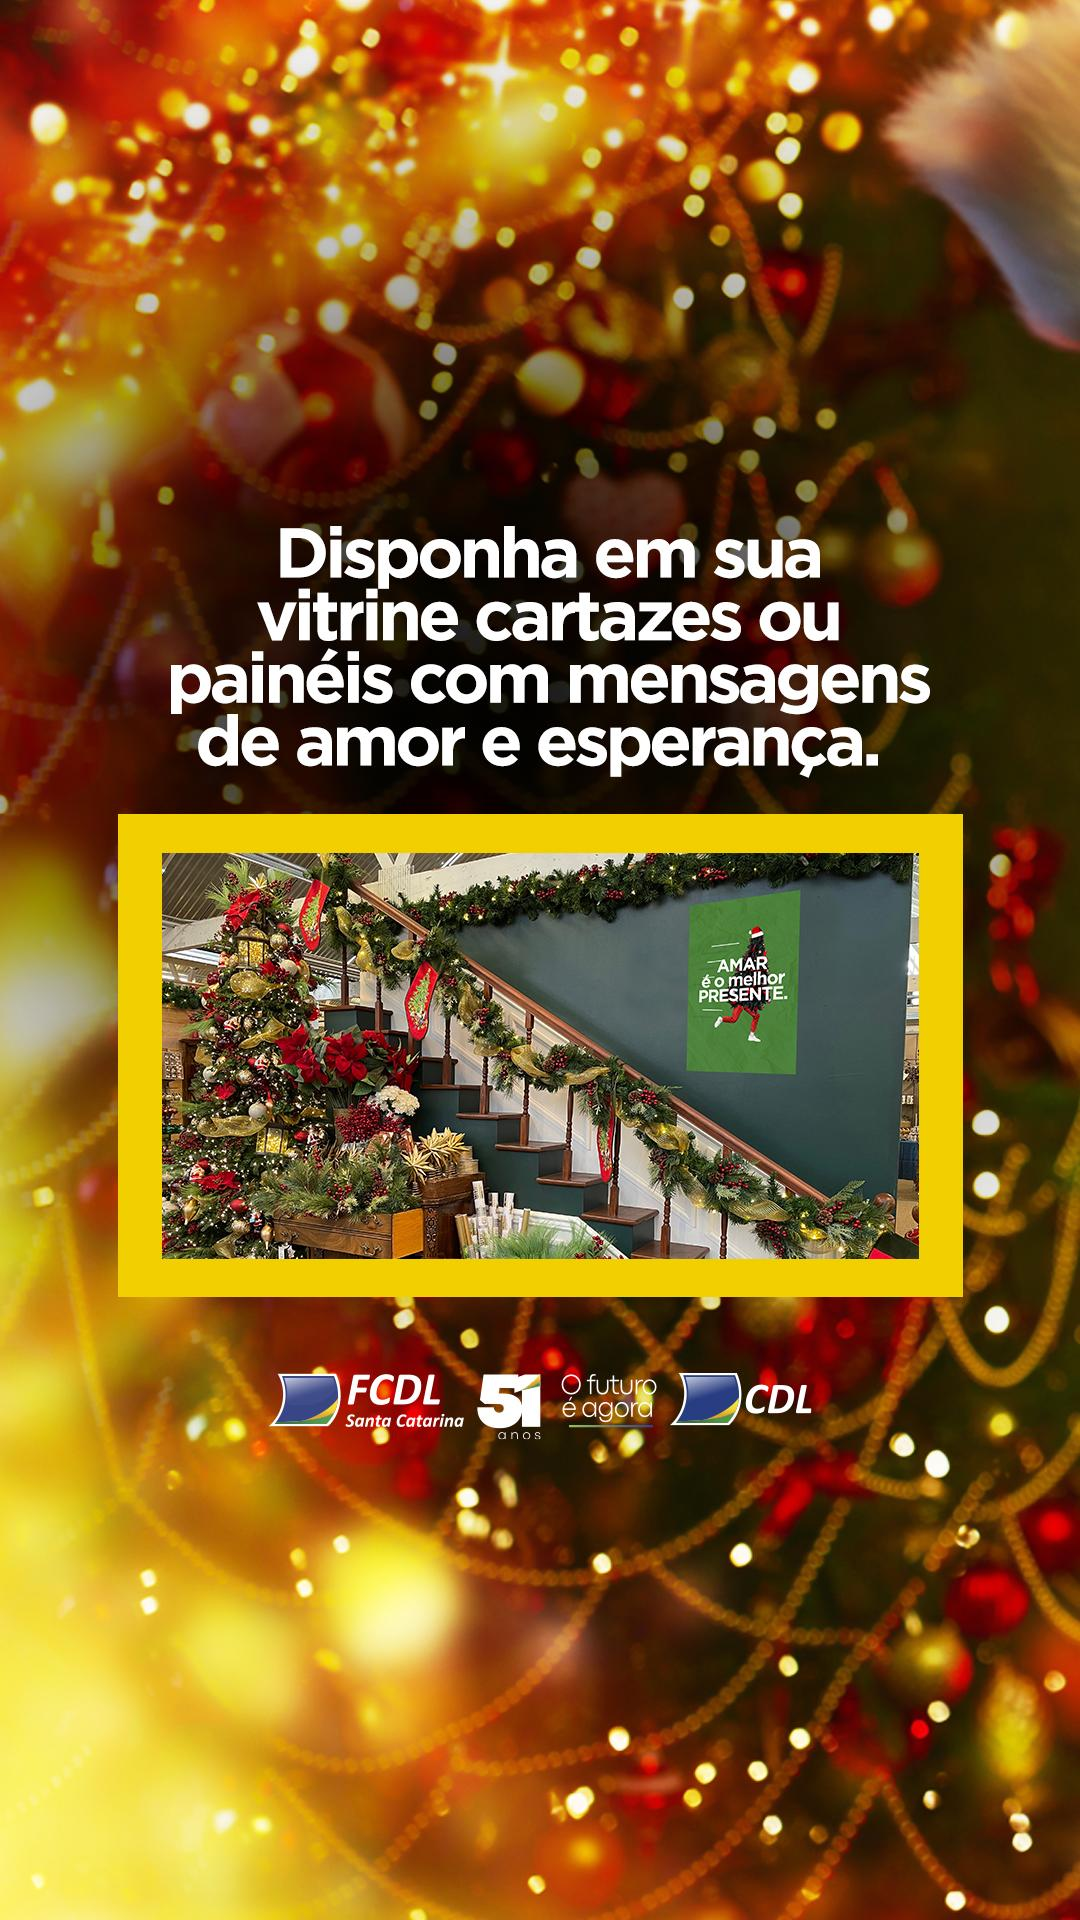 Disponha em sua
vitrine cartazes ou
painéis com mensagens
de amor e esperança.
AMAR
é o melhor
PRESENTE.
FCDL
Santa Catarina
51
anos
O futuro
é agora
CDL